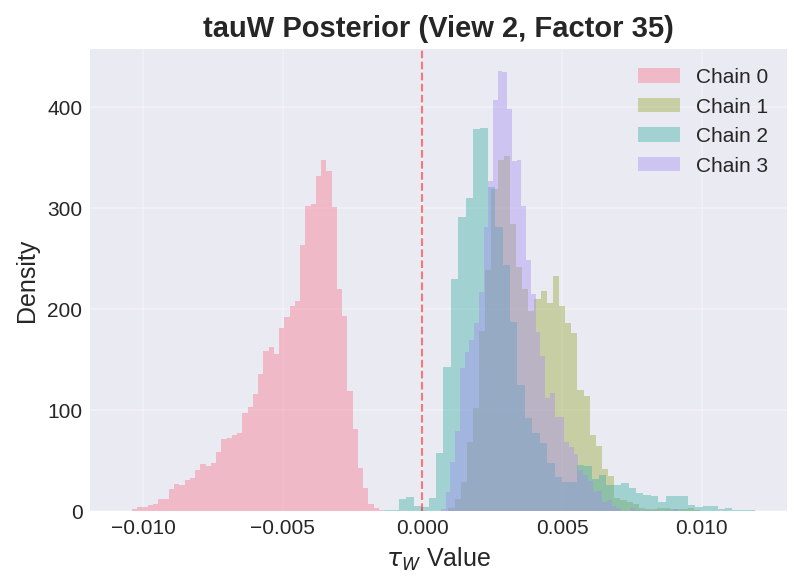 tauW Posterior (View 2, Factor 35)
Chain 0
Chain 1
Chain 2
Chain 3
400
300
200
100
0
Density
−0.010
−0.005
0.000
0.005
0.010
τW Value